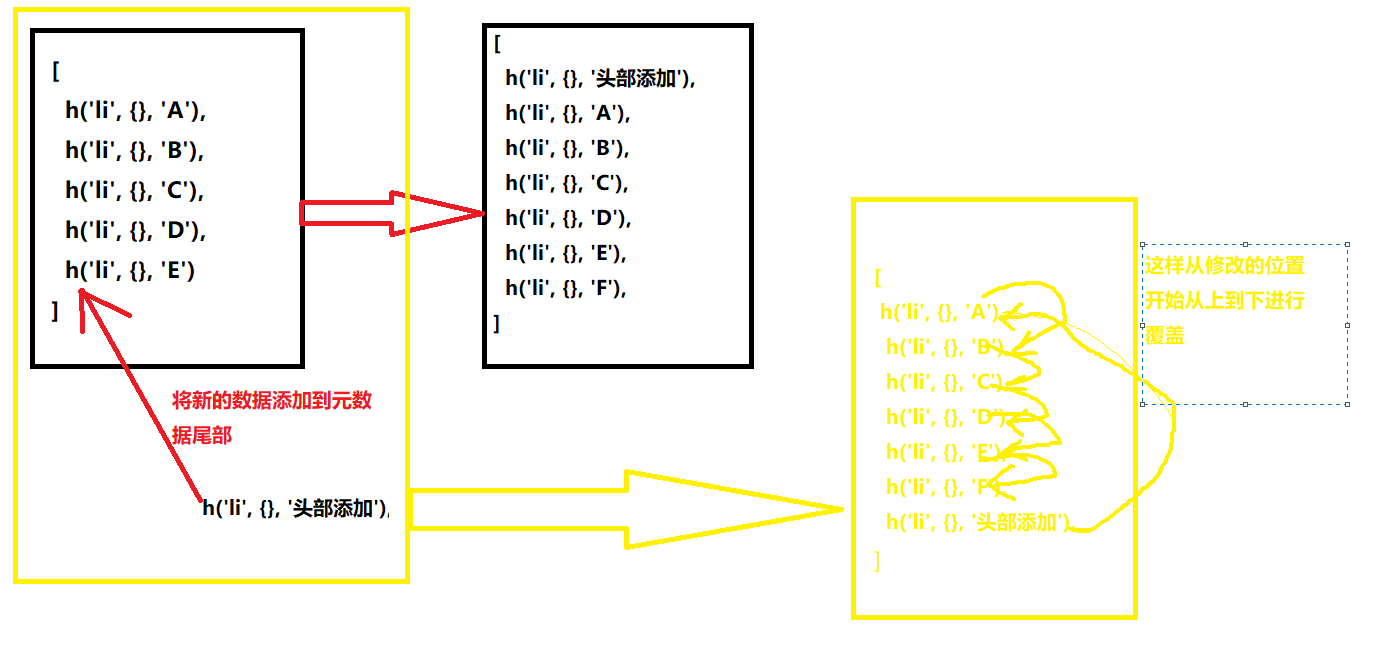 [
h('li', {}, 'A'),
h('li', {}, 'B'),
h('li', {}, 'C'),
h('li', {}, 'D'),
h('li', {}, 'E')
]
将新的数据添加到元数
据尾部
h('li', {}, '头部添加'),
[
h('li', {}, '头部添加'),
h('li', {}, 'A'),
h('li', {}, 'B'),
h('li', {}, 'C'),
h('li', {}, 'D'),
h('li', {}, 'E'),
h('li', {}, 'F'),
]
[
h('li', {}, 'A'),
h('li', {}, 'B'),
h('li', {}, 'C'),
h('li', {}, 'D'),
h('li', {}, 'E'),
h('li', {}, 'F'),
h('li', {}, '头部添加'),
]
这样从修改的位置
开始从上到下进行
覆盖